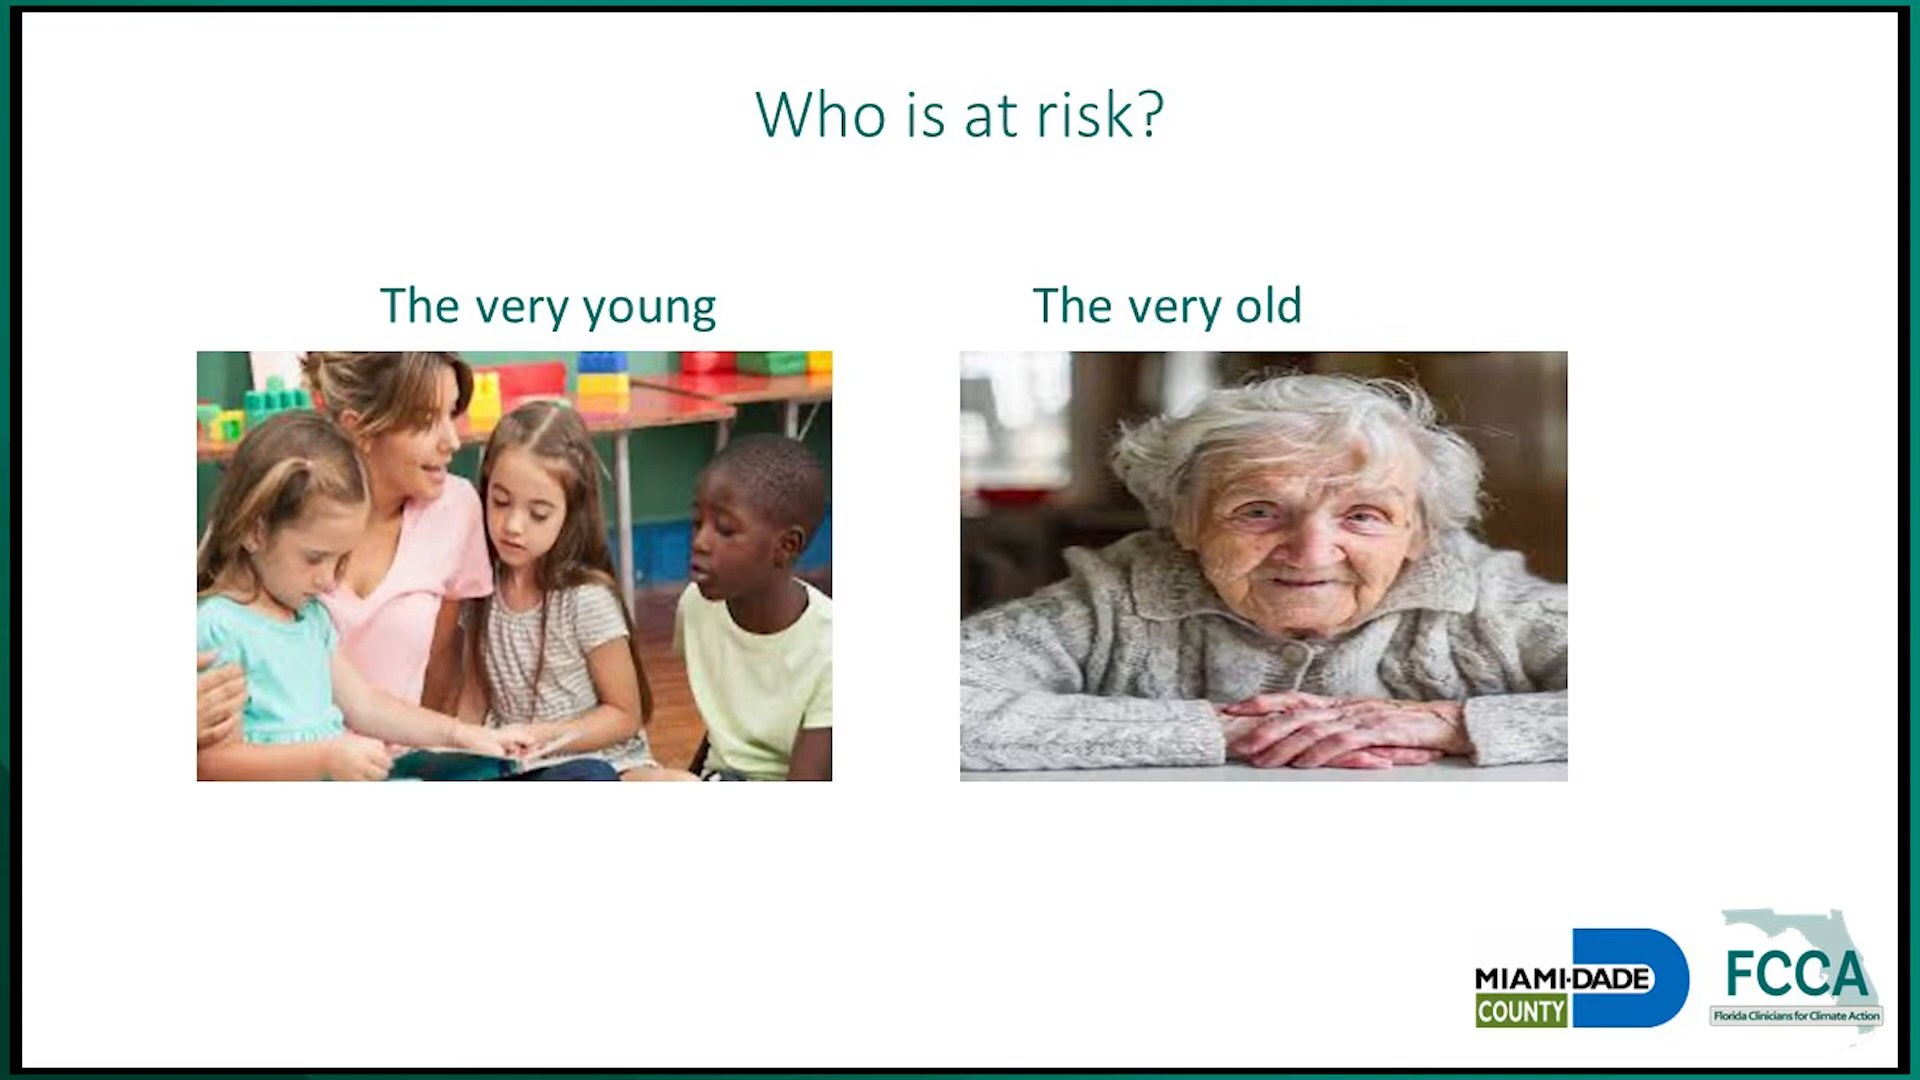 Who is at risk?
The very young
The very old
MIAMI-DADE
COUNTY
FCCA
Florida Clinicians for Climate Action